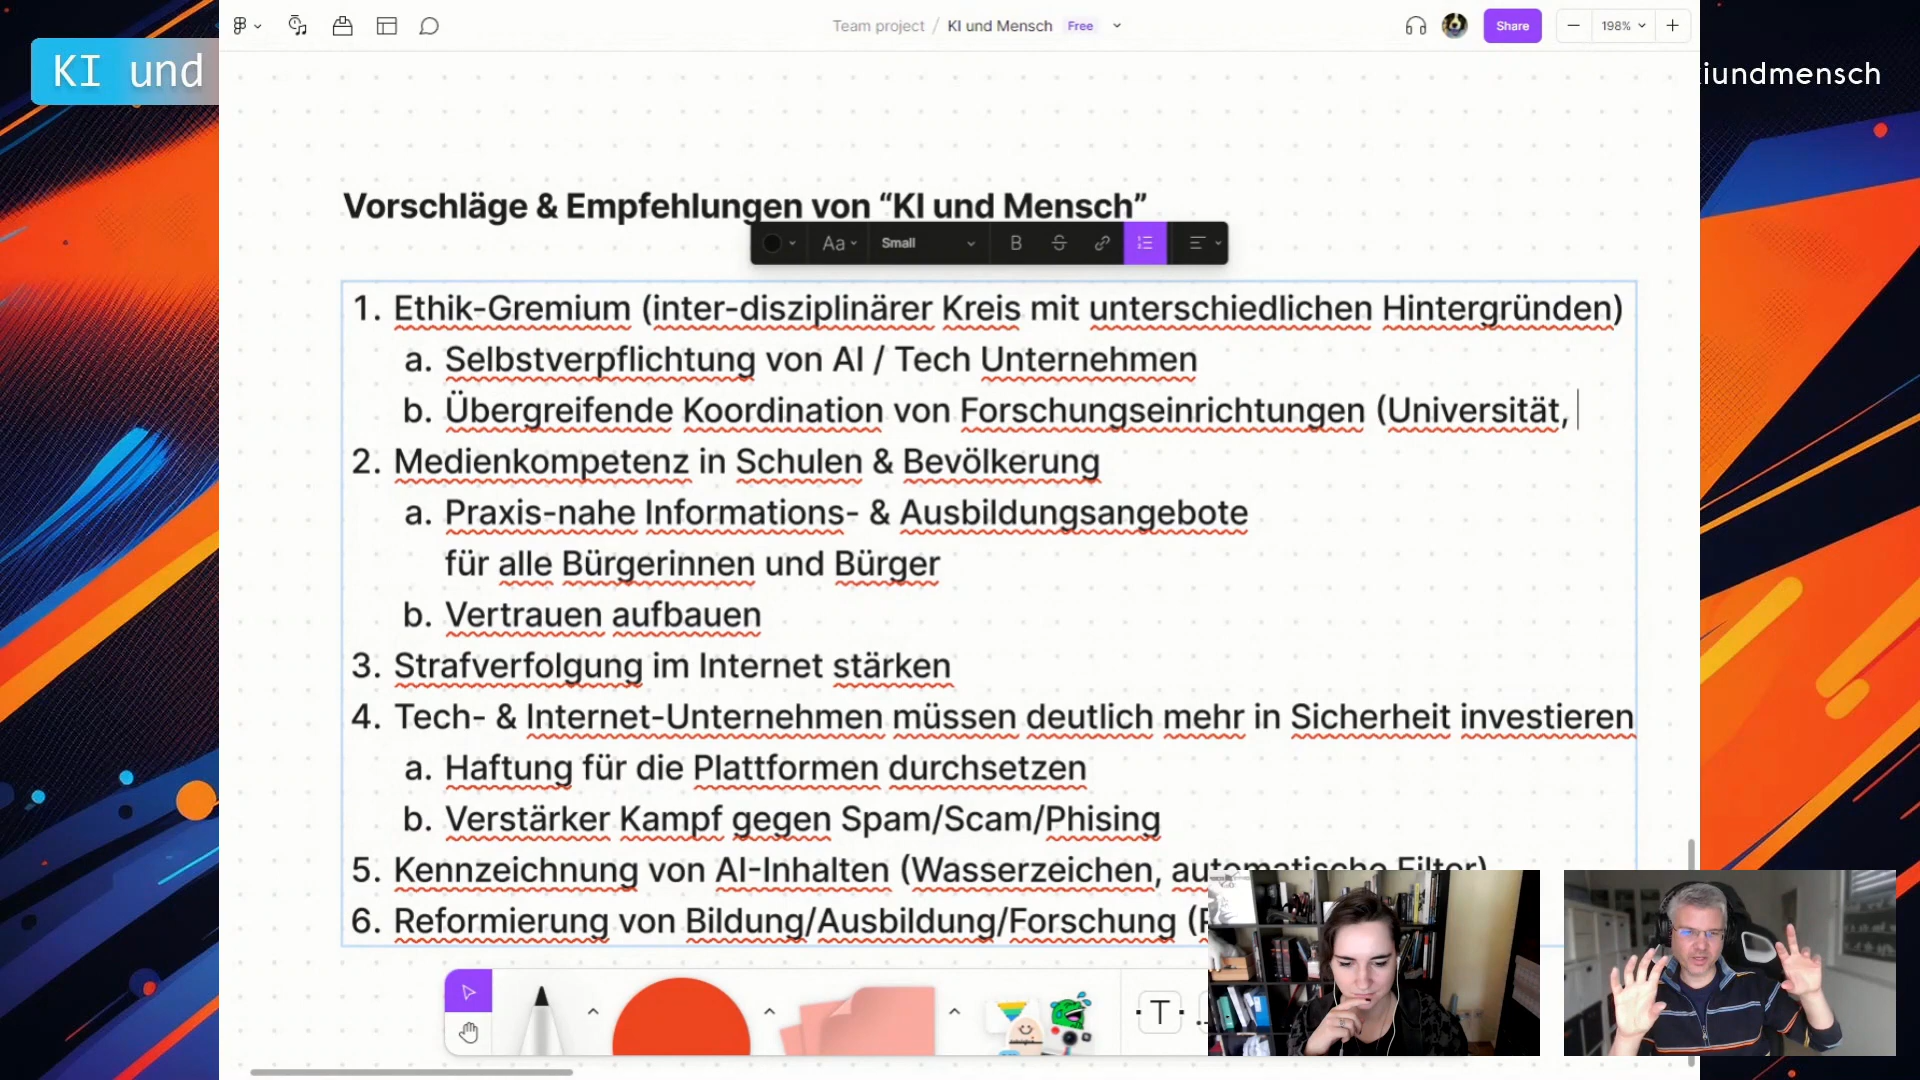 KI und
Team project / KI und Mensch Free
Share
198%
iundmensch
Vorschläge & Empfehlungen von “KI und Mensch”
Aa Small B S
1. Ethik-Gremium (inter-disziplinärer Kreis mit unterschiedlichen Hintergründen)
a. Selbstverpflichtung von AI / Tech Unternehmen
b. Übergreifende Koordination von Forschungseinrichtungen (Universität,
2. Medienkompetenz in Schulen & Bevölkerung
a. Praxis-nahe Informations- & Ausbildungsangebote
für alle Bürgerinnen und Bürger
b. Vertrauen aufbauen
3. Strafverfolgung im Internet stärken
4. Tech- & Internet-Unternehmen müssen deutlich mehr in Sicherheit investieren
a. Haftung für die Plattformen durchsetzen
b. Verstärker Kampf gegen Spam/Scam/Phising
5. Kennzeichnung von AI-Inhalten (Wasserzeichen, automatische Filter)
6. Reformierung von Bildung/Ausbildung/Forschung (
T